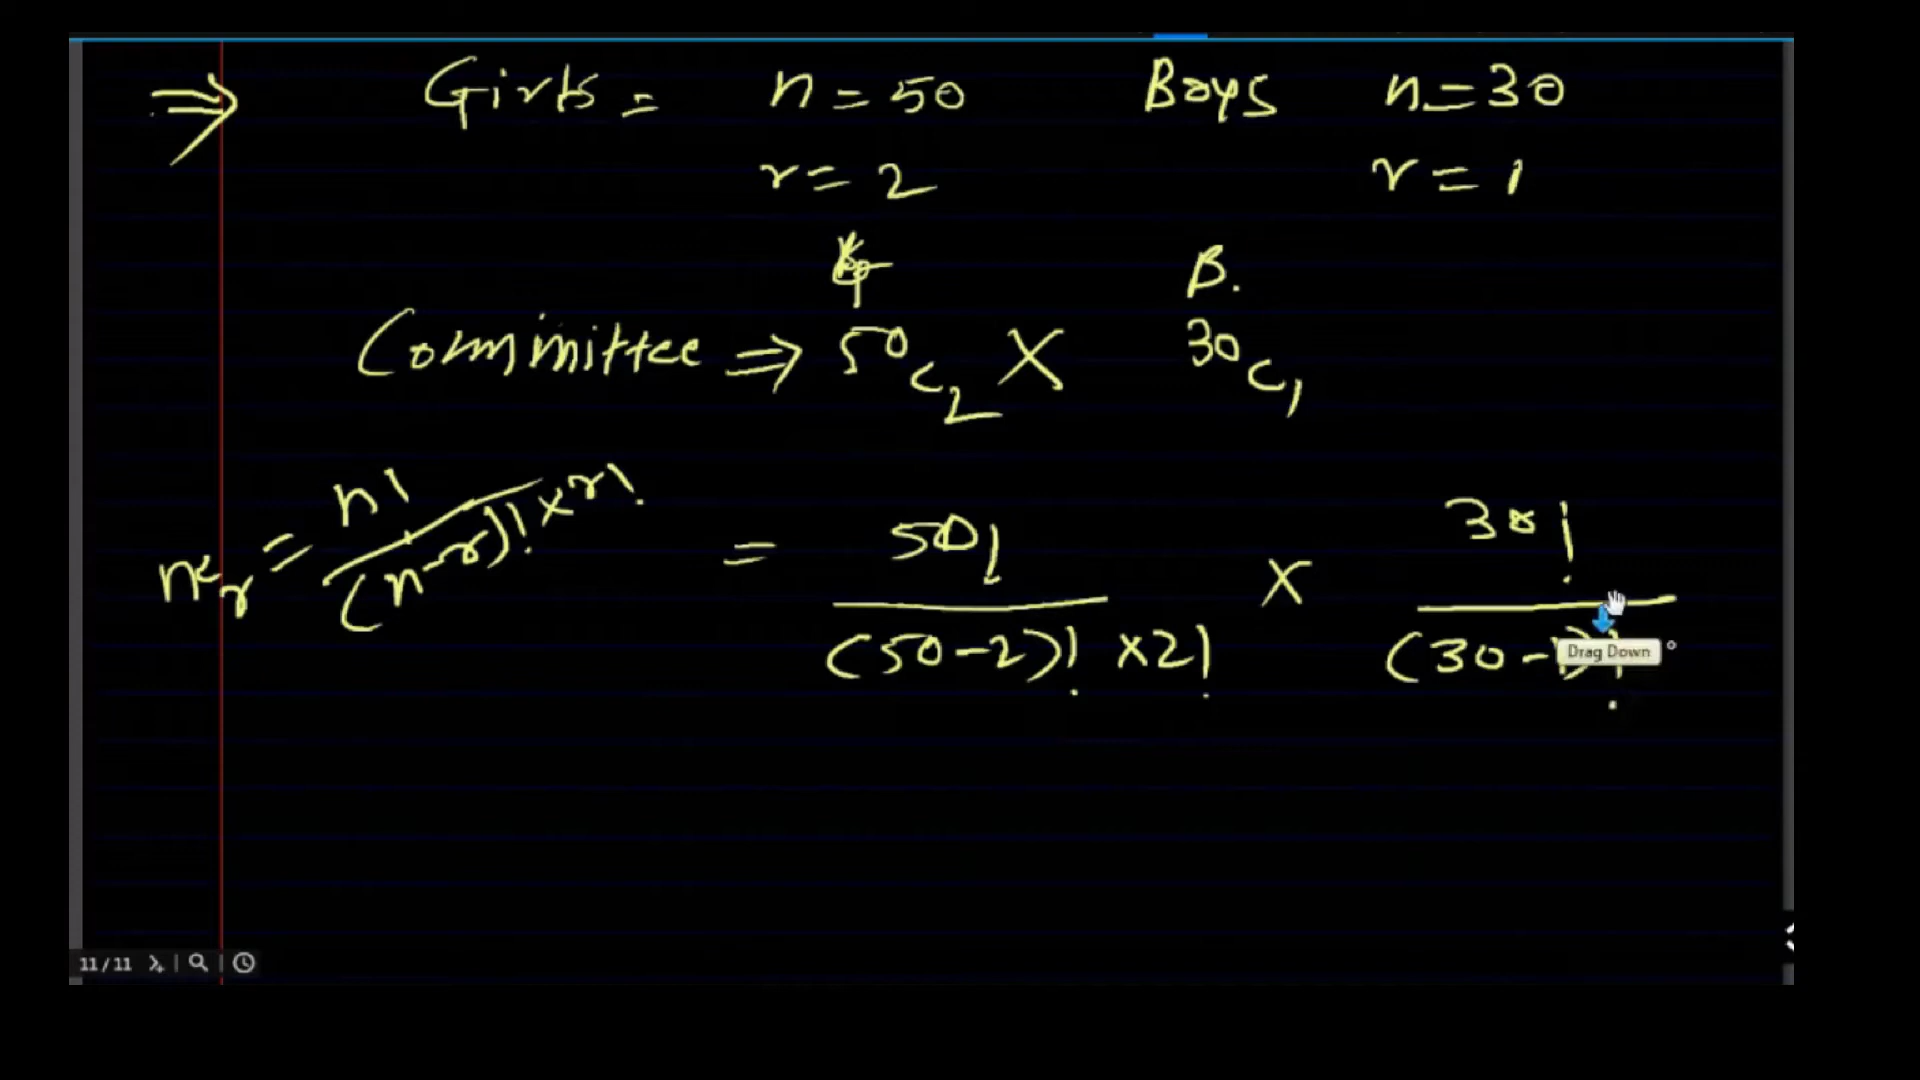 ⇒ Girls = n = 50 Boys n = 30
r = 2 r = 1
G B.
Committee ⇒ 50c2 X 30c1
ncr = n! / (n-r)! × r! = 50! / (50-2)! × 2! × 30! / (30-1)!
Drag Down
11/11